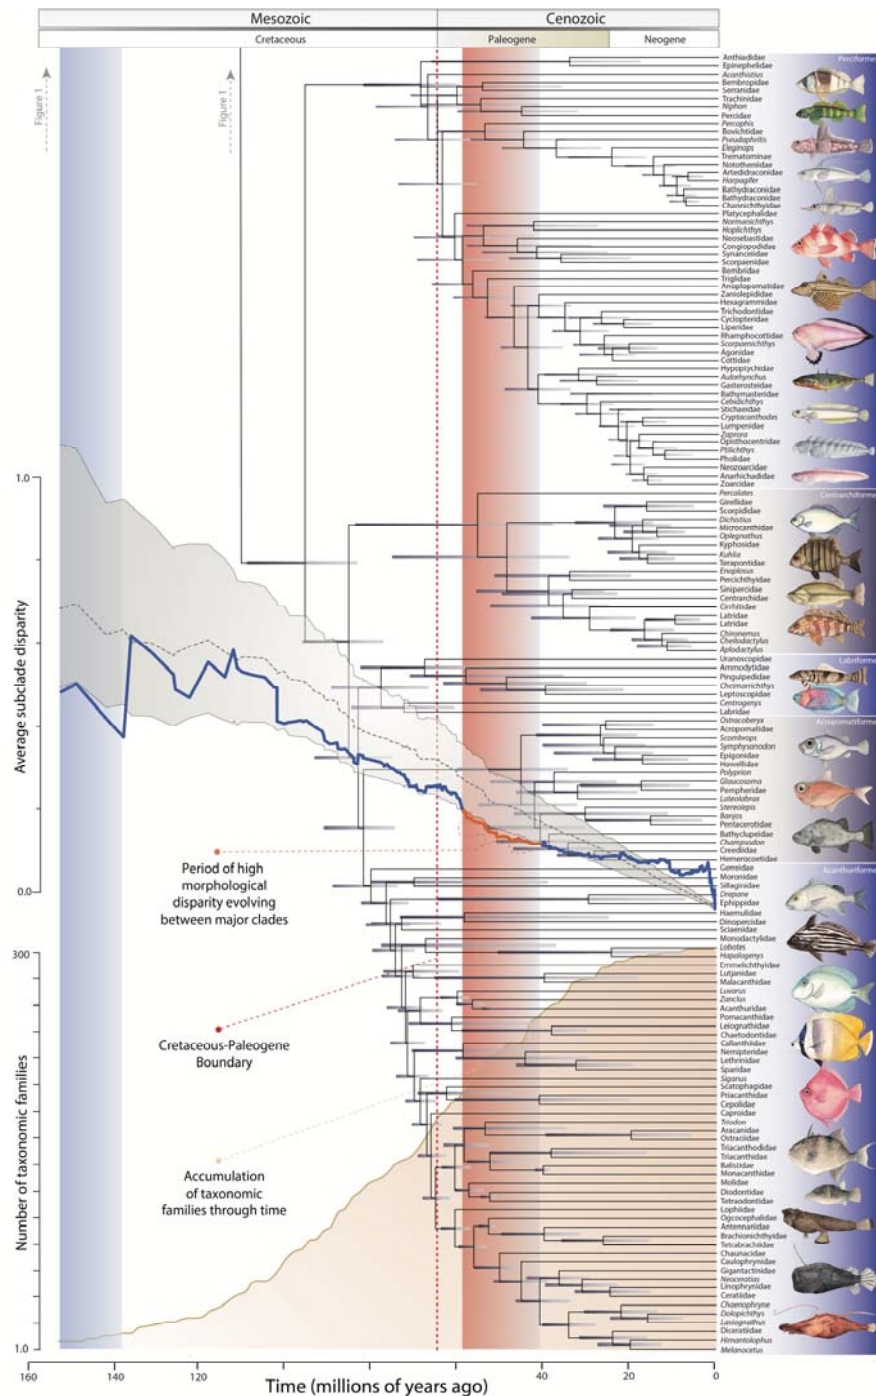 Mesozoic
Cenozoic
Cretaceous
Paleogene
Neogene
Figure 1
Figure 1
Anthiadidae
Epinephelidae
Acanthistius
Bembropidae
Serranidae
Trachinidae
Niphon
Percidae
Percophis
Bovichtidae
Pseudaphritis
Eleginops
Trematominae
Nototheniidae
Artedidraconidae
Harpagifer
Bathydraconidae
Bathydraconidae
Channichthyidae
Platycephalidae
Normanichthys
Hoplichthys
Neosebastidae
Congiopodidae
Synanceiidae
Scorpaenidae
Bembridae
Triglidae
Anoplopomatidae
Zaniolepididae
Hexagrammidae
Trichodontidae
Cyclopteridae
Liparidae
Rhamphocottidae
Scorpaenichthys
Agonidae
Cottidae
Hypoptychidae
Aulorhynchus
Gasterosteidae
Bathymasteridae
Cebidichthys
Stichaeidae
Cryptacanthodes
Lumpenidae
Zaprora
Opisthocentridae
Ptilichthys
Pholidae
Neozoarcidae
Anarhichadidae
Zoarcidae
Percalates
Girellidae
Scorpididae
Dichistius
Microcanthidae
Oplegnathus
Kyphosidae
Kuhlia
Terapontidae
Enoplosus
Percichthyidae
Sinipercidae
Centrarchidae
Cirrhitidae
Latridae
Latridae
Chironemus
Cheilodactylus
Aplodactylus
Uranoscopidae
Ammodytidae
Pinguipedidae
Cheimarrichthys
Leptoscopidae
Centrogenys
Labridae
Ostracoberyx
Acropomatidae
Scombrops
Symphysanodon
Epigonidae
Howellidae
Polyprion
Glaucosoma
Pempheridae
Lateolabrax
Stereolepis
Banjos
Pentacerotidae
Bathyclupeidae
Champsodon
Creediidae
Hemerocoetidae
Gerreidae
Moronidae
Sillaginidae
Drepane
Ephippidae
Haemulidae
Dinopercidae
Sciaenidae
Monodactylidae
Lobotes
Hapalogenys
Emmelichthyidae
Lutjanidae
Malacanthidae
Luvarus
Zanclus
Acanthuridae
Pomacanthidae
Leiognathidae
Chaetodontidae
Callanthiidae
Nemipteridae
Lethrinidae
Sparidae
Siganus
Scatophagidae
Priacanthidae
Cepolidae
Caproidae
Triodon
Aracanidae
Ostraciidae
Triacanthodidae
Triacanthidae
Balistidae
Monacanthidae
Molidae
Diodontidae
Tetraodontidae
Lophiidae
Ogcocephalidae
Antennariidae
Brachionichthyidae
Tetrabrachiidae
Chaunacidae
Caulophrynidae
Gigantactinidae
Neoceratias
Linophrynidae
Ceratiidae
Chaenophryne
Dolopichthys
Lasiognathus
Diceratiidae
Himantolophus
Melanocetus
Perciformes
Centrarchiformes
Labriformes
Acropomatiformes
Acanthuriformes
1.0
Average subclade disparity
0.0
Period of high
morphological
disparity evolving
between major clades
300
Cretaceous-Paleogene
Boundary
Number of taxonomic families
Accumulation
of taxonomic
families through time
1.0
160
120
80
40
20
0
Time (millions of years ago)